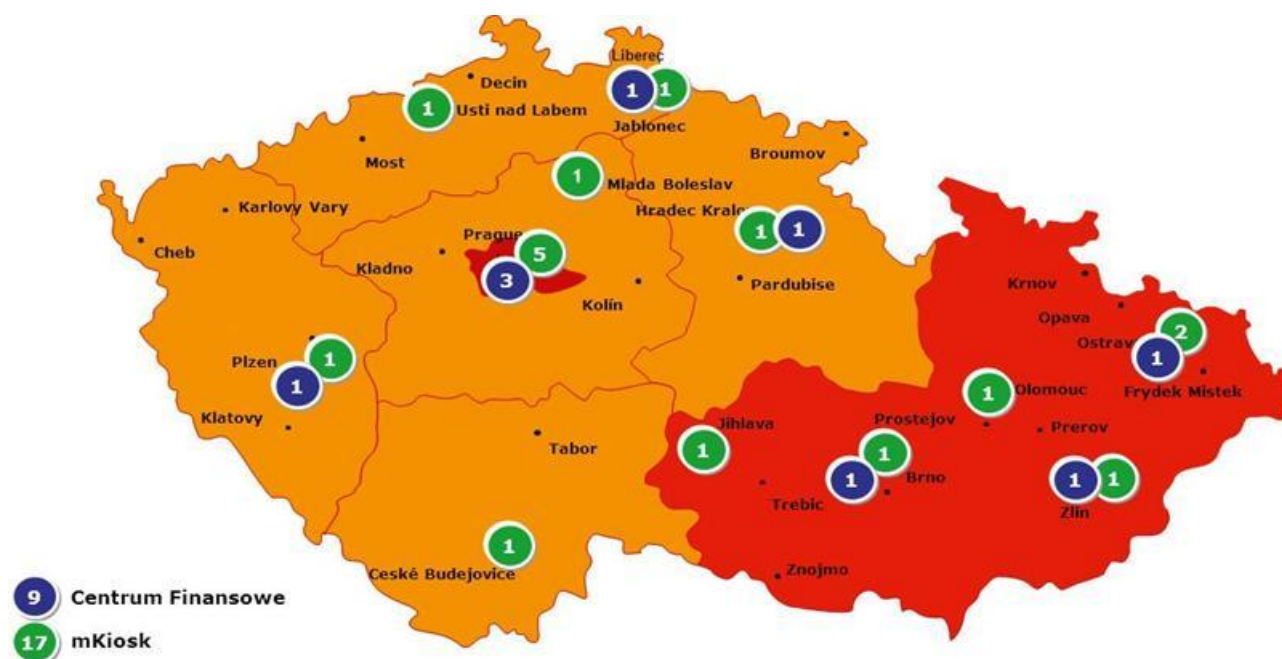 Liberec
Decin
1
1
1
Usti nad Labem
Jablonec
Most
Broumov
1
Mlada Boleslav
Karlovy Vary
Hradec Kralo
1
1
Prague
Cheb
5
Kladno
3
Kolín
Pardubise
Krnov
Opava
2
Ostrav
1
Plzen
1
1
Frydek Mistek
1
Olomouc
Klatovy
Jihlava
Prostejov
Prerov
Tabor
1
1
1
Brno
1
1
Trebic
Zlín
1
České Budejovice
Znojmo
9 Centrum Finansowe
17 mKiosk